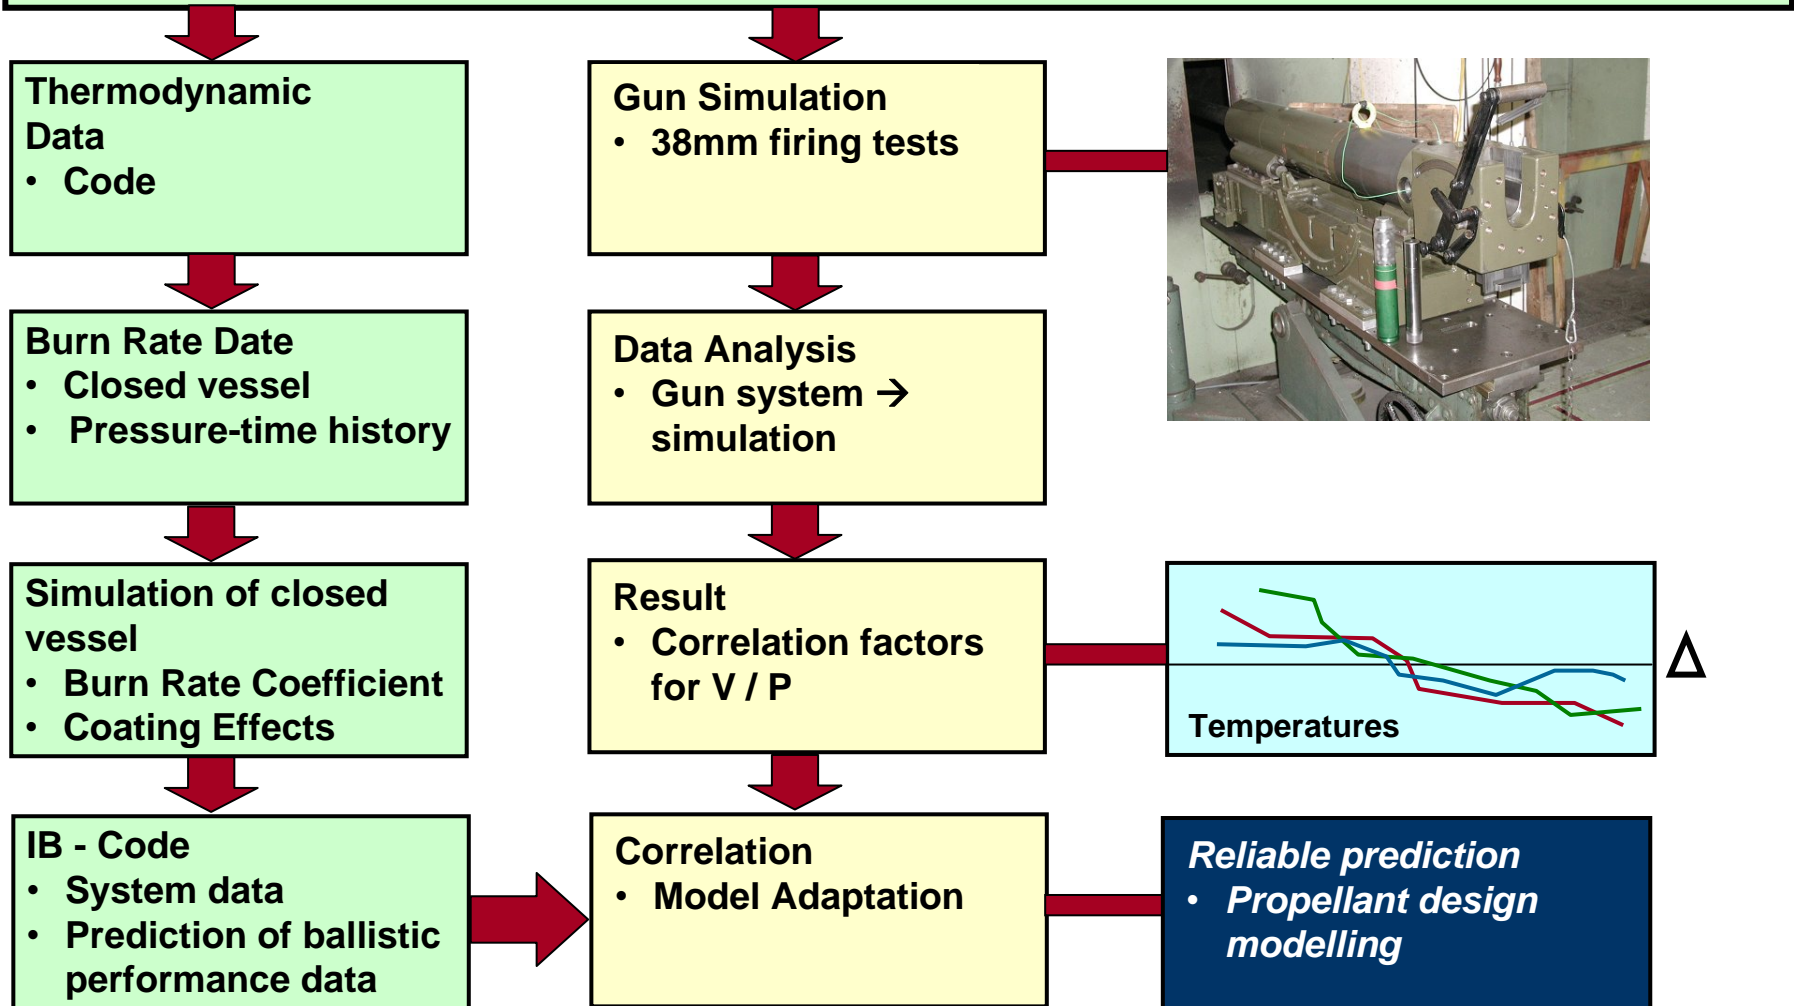 Thermodynamic
Data
• Code
Burn Rate Date
• Closed vessel
• Pressure-time history
Simulation of closed
vessel
• Burn Rate Coefficient
• Coating Effects
IB - Code
• System data
• Prediction of ballistic
performance data
Gun Simulation
• 38mm firing tests
Data Analysis
• Gun system →
simulation
Result
• Correlation factors
for V / P
Correlation
• Model Adaptation
Temperatures
Δ
Reliable prediction
• Propellant design
modelling